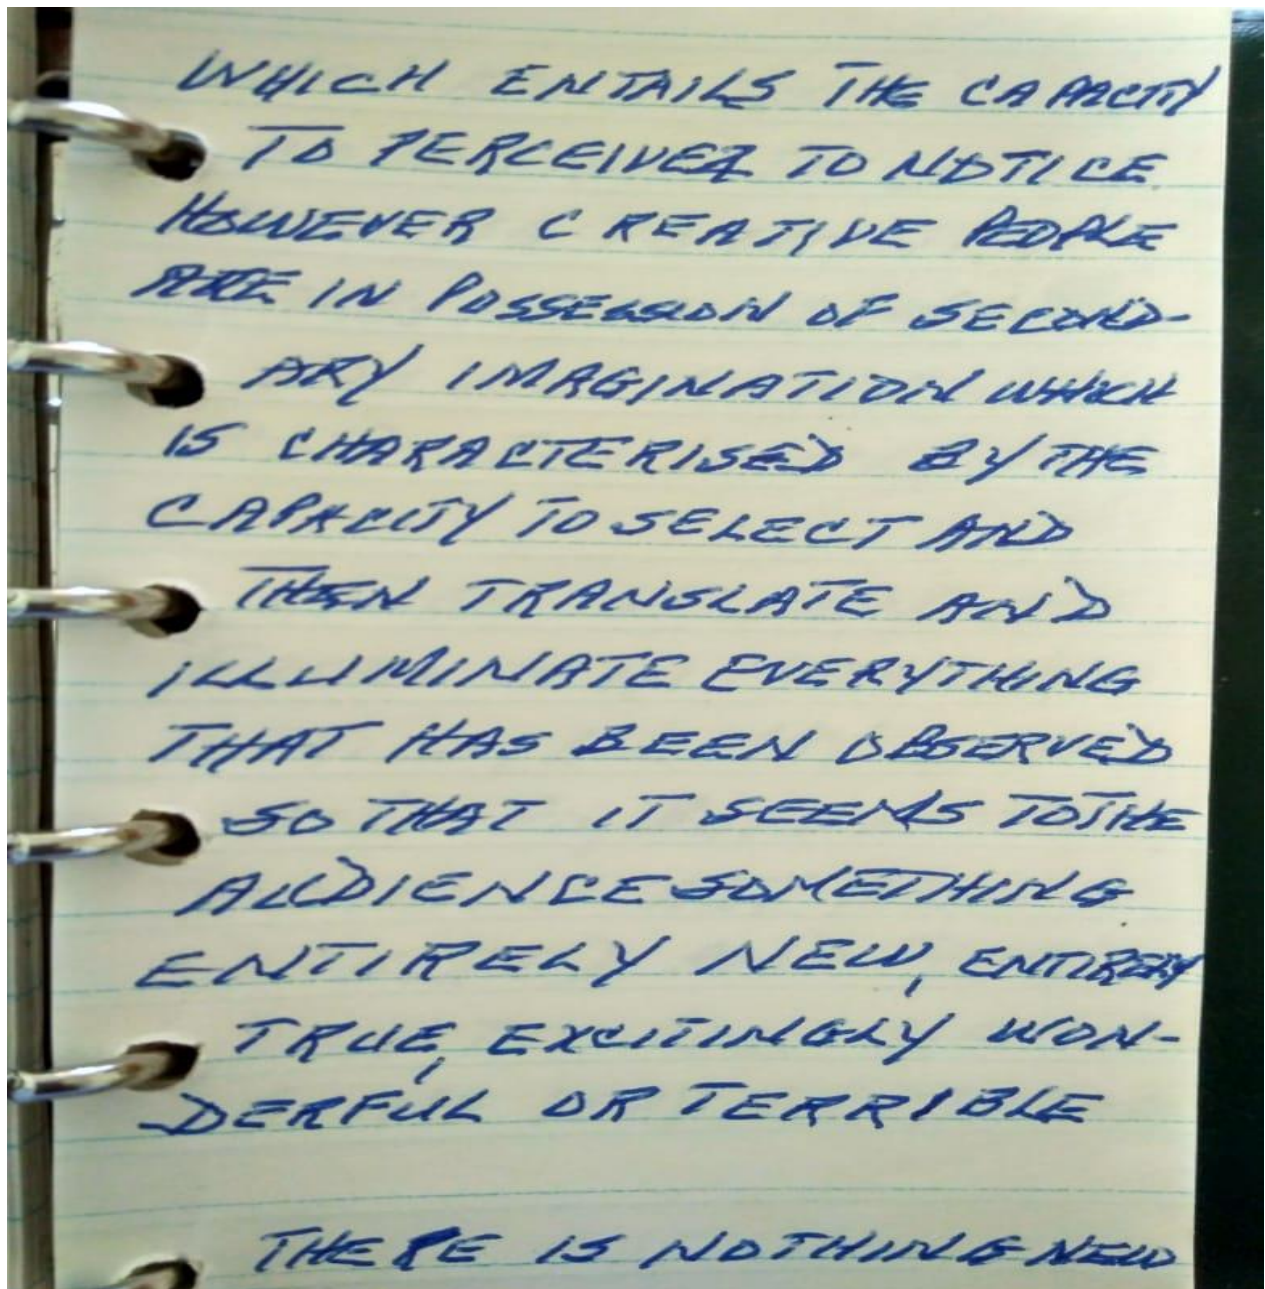 WHICH ENTAILS THE CAPACITY
TO PERCEIVE TO NOTICE
HOWEVER CREATIVE PEOPLE
ARE IN POSSESSION OF SECOND-
ARY IMAGINATION WHICH
IS CHARACTERISED BY THE
CAPACITY TO SELECT AND
THEN TRANSLATE AND
ILLUMINATE EVERYTHING
THAT HAS BEEN OBSERVED
SO THAT IT SEEMS TO THE
AUDIENCE SOMETHING
ENTIRELY NEW, ENTIRELY
TRUE, EXCITINGLY WON-
DERFUL OR TERRIBLE
THERE IS NOTHING NEW